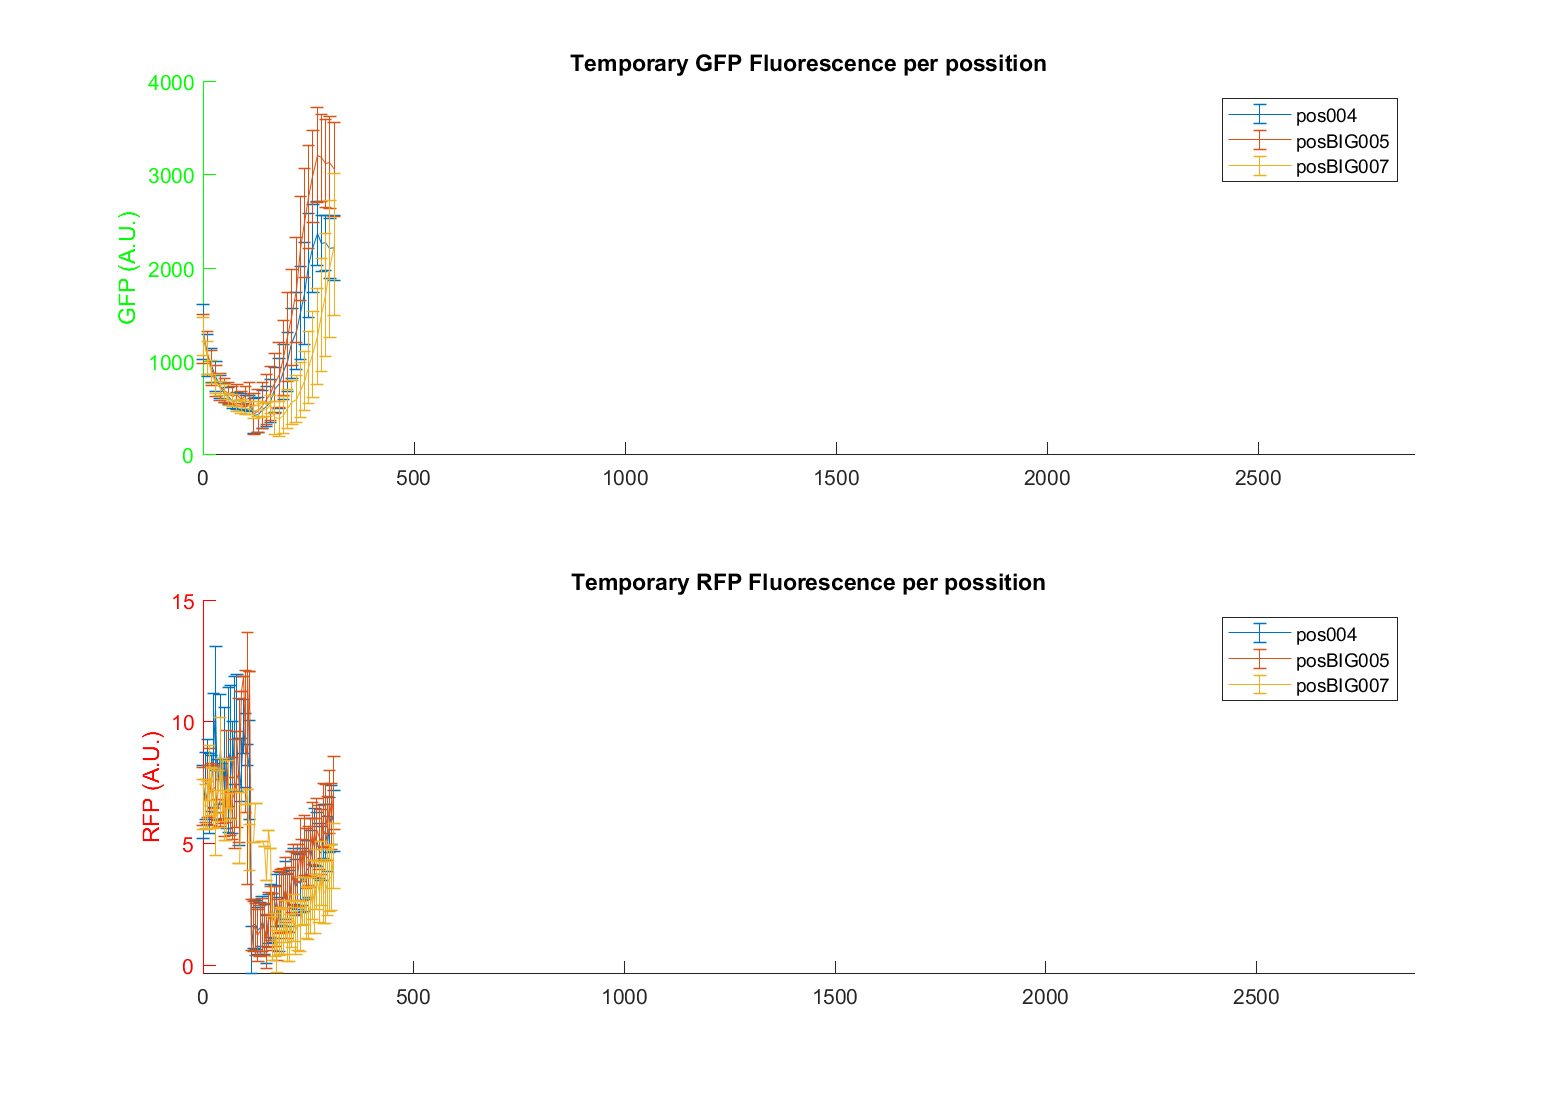 Temporary GFP Fluorescence per possition
4000
3000
2000
1000
0
GFP (A.U.)
pos004
posBIG005
posBIG007
0 500 1000 1500 2000 2500
Temporary RFP Fluorescence per possition
15
10
5
0
RFP (A.U.)
pos004
posBIG005
posBIG007
0 500 1000 1500 2000 2500